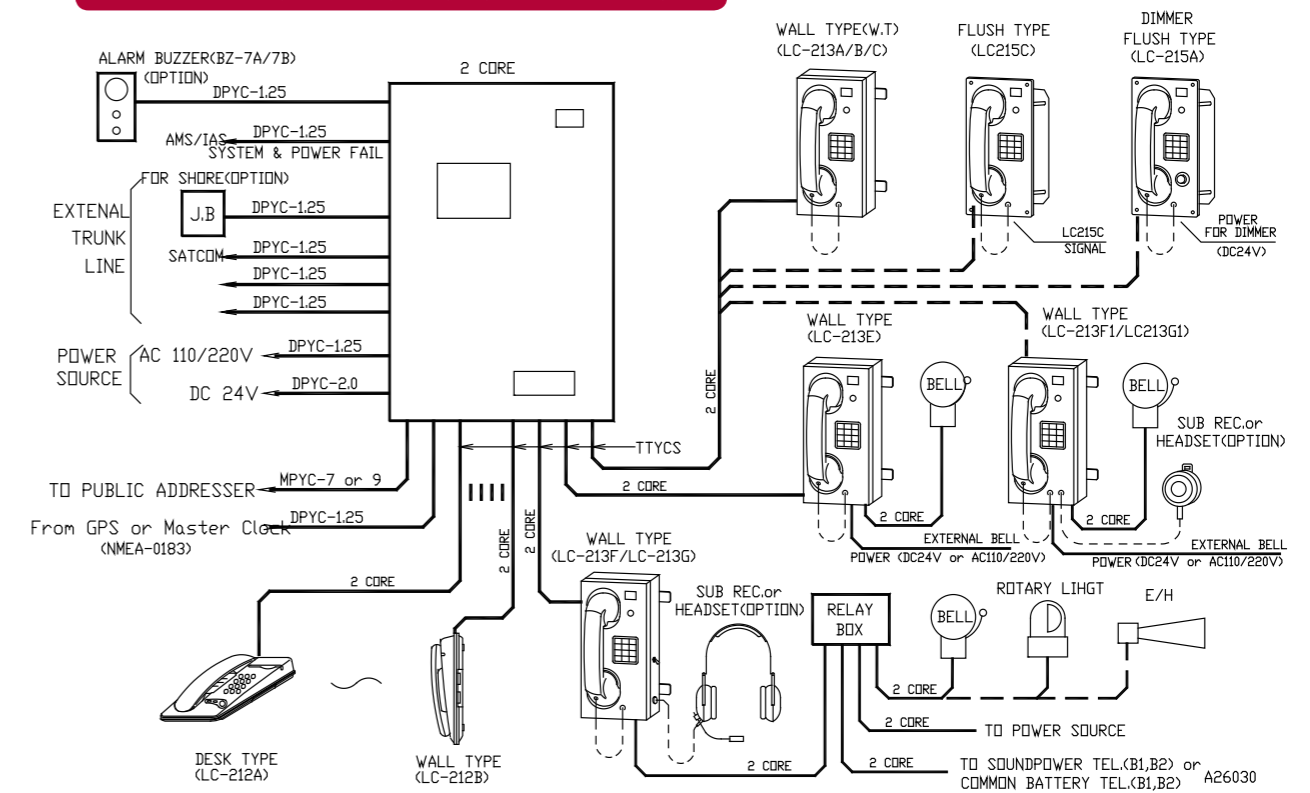 ALARM BUZZER(BZ-7A/7B)
(OPTION)
DPYC-1.25
2 CORE
AMS/IAS
DPYC-1.25
SYSTEM & POWER FAIL
FOR SHORE(OPTION)
EXTENAL
TRUNK
LINE
J.B
DPYC-1.25
SATCOM
DPYC-1.25
DPYC-1.25
DPYC-1.25
POWER
SOURCE
AC 110/220V
DPYC-1.25
DC 24V
DPYC-2.0
WALL TYPE(W.T)
(LC-213A/B/C)
FLUSH TYPE
(LC215C)
DIMMER
FLUSH TYPE
(LC-215A)
LC215C
SIGNAL
POWER
FOR DIMMER
(DC24V)
2 CORE
WALL TYPE
(LC-213E)
BELL
WALL TYPE
(LC-213F1/LC213G1)
BELL
SUB REC.or
HEADSET(OPTION)
TTYCS
2 CORE
2 CORE
EXTERNAL BELL
POWER (DC24V or AC110/220V)
2 CORE
EXTERNAL BELL
POWER (DC24V or AC110/220V)
TO PUBLIC ADDRESSER
MPYC-7 or 9
From GPS or Master Clock
DPYC-1.25
(NMEA-0183)
2 CORE
2 CORE
2 CORE
WALL TYPE
(LC-213F/LC-213G)
SUB REC.or
HEADSET(OPTION)
RELAY
BOX
BELL
ROTARY LIHGT
E/H
2 CORE
2 CORE
TO POWER SOURCE
2 CORE
2 CORE
TO SOUNDPOWER TEL.(B1,B2) or
COMMON BATTERY TEL.(B1,B2)
A26030
DESK TYPE
(LC-212A)
WALL TYPE
(LC-212B)